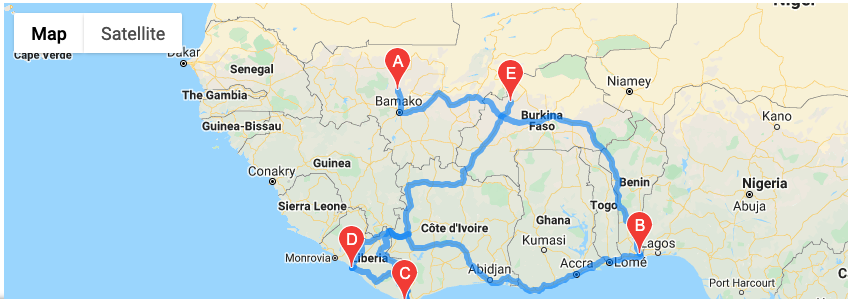 Niger
Map
Satellite
Cape Verde
Dakar
Senegal
The Gambia
Guinea-Bissau
A
Bamako
E
Niamey
Burkina
Faso
Kano
Guinea
Conakry
Sierra Leone
Benin
Togo
Nigeria
Abuja
Côte d'Ivoire
Ghana
Kumasi
B
Lagos
D
Monrovia
Liberia
C
Abidjan
Accra
Lomé
Port Harcourt
C